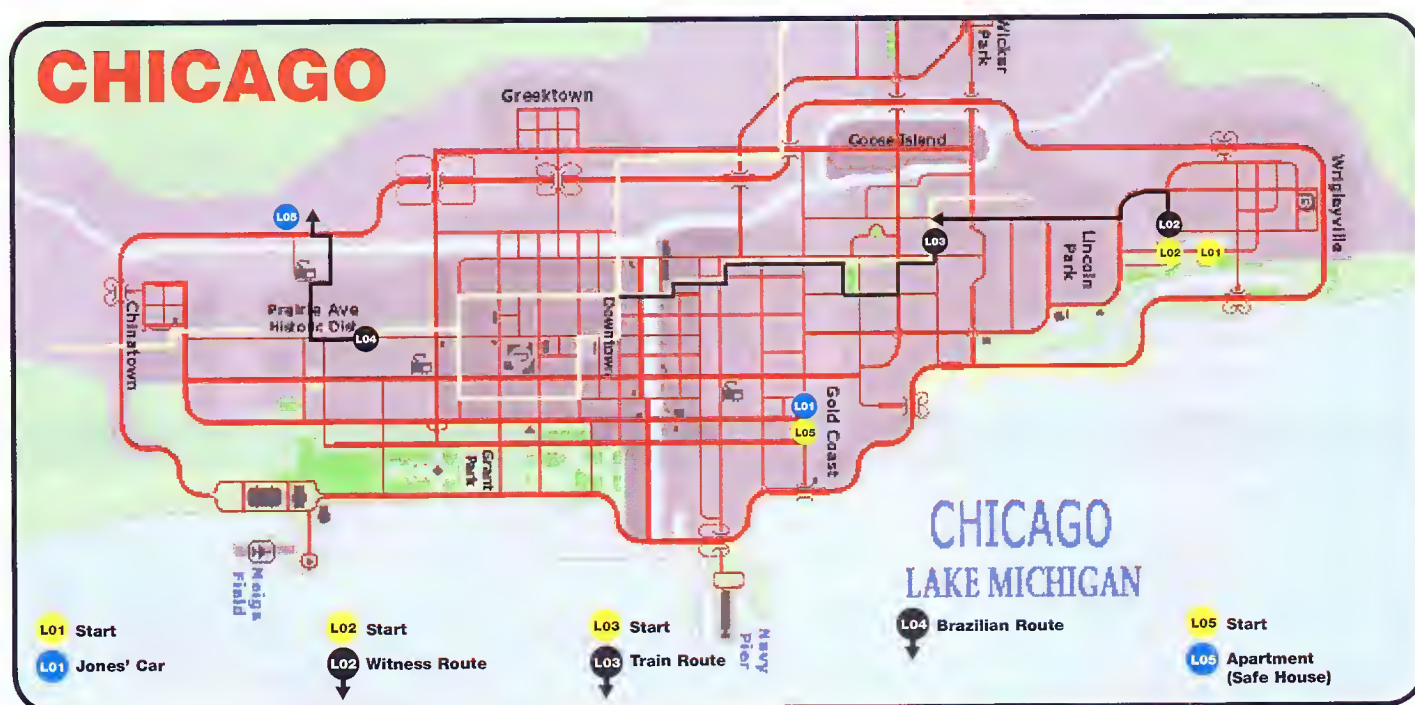 CHICAGO
Wicker
Park
Greektown
Goose Island
Wrigleyville
L05
L02
L03
Lincoln
Park
L02
L01
Chinatown
Prairie Ave
Historic Dist
L04
Downtown
L01
L05
Gold Coast
Grant
Park
CHICAGO
LAKE MICHIGAN
Meigs
Field
Navy
Pier
L01 Start
L01 Jones' Car
L02 Start
L02 Witness Route
L03 Start
L03 Train Route
L04 Brazilian Route
L05 Start
L05 Apartment
(Safe House)